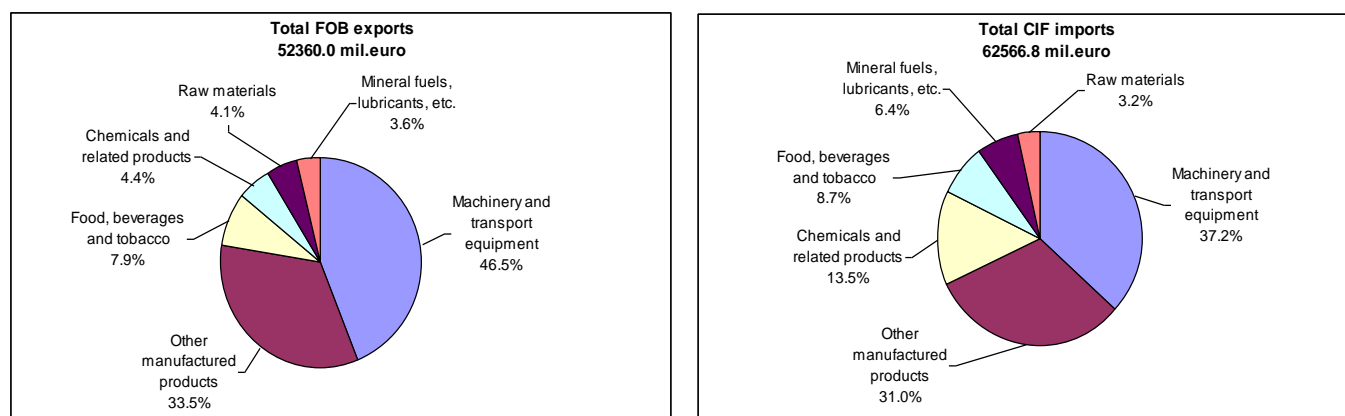 Total FOB exports
52360.0 mil.euro
Mineral fuels,
lubricants, etc.
3.6%
Raw materials
4.1%
Chemicals and
related products
4.4%
Food, beverages
and tobacco
7.9%
Machinery and
transport
equipment
46.5%
Other
manufactured
products
33.5%
Total CIF imports
62566.8 mil.euro
Mineral fuels,
lubricants, etc.
6.4%
Raw materials
3.2%
Food, beverages
and tobacco
8.7%
Machinery and
transport
equipment
37.2%
Chemicals and
related products
13.5%
Other
manufactured
products
31.0%